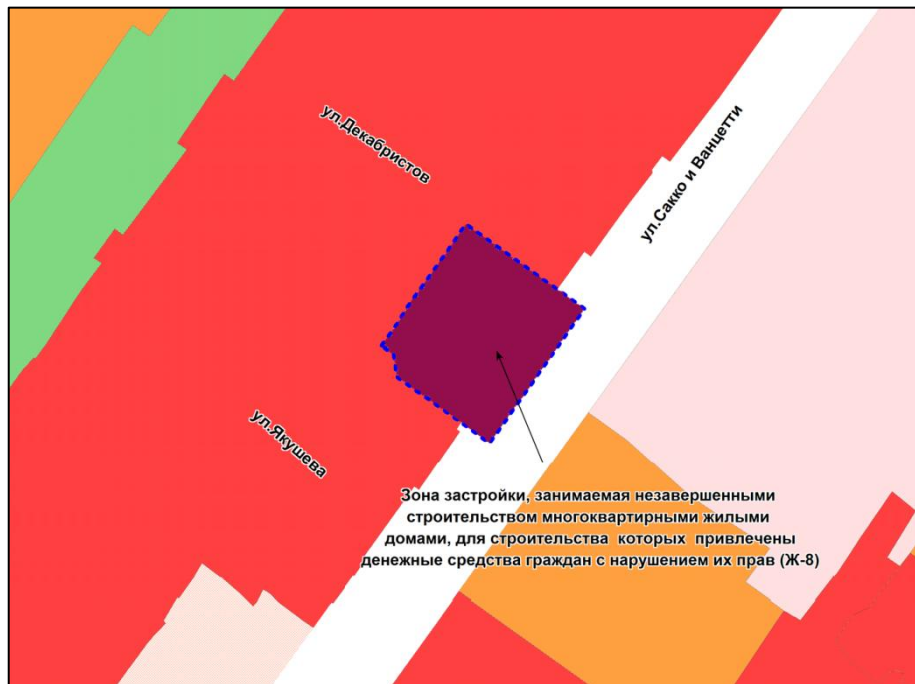 ул.Декабристов
ул.Сакко и Ванцетти
ул.Якушева
Зона застройки, занимаемая незавершенными
строительством многоквартирными жилыми
домами, для строительства которых привлечены
денежные средства граждан с нарушением их прав (Ж-8)